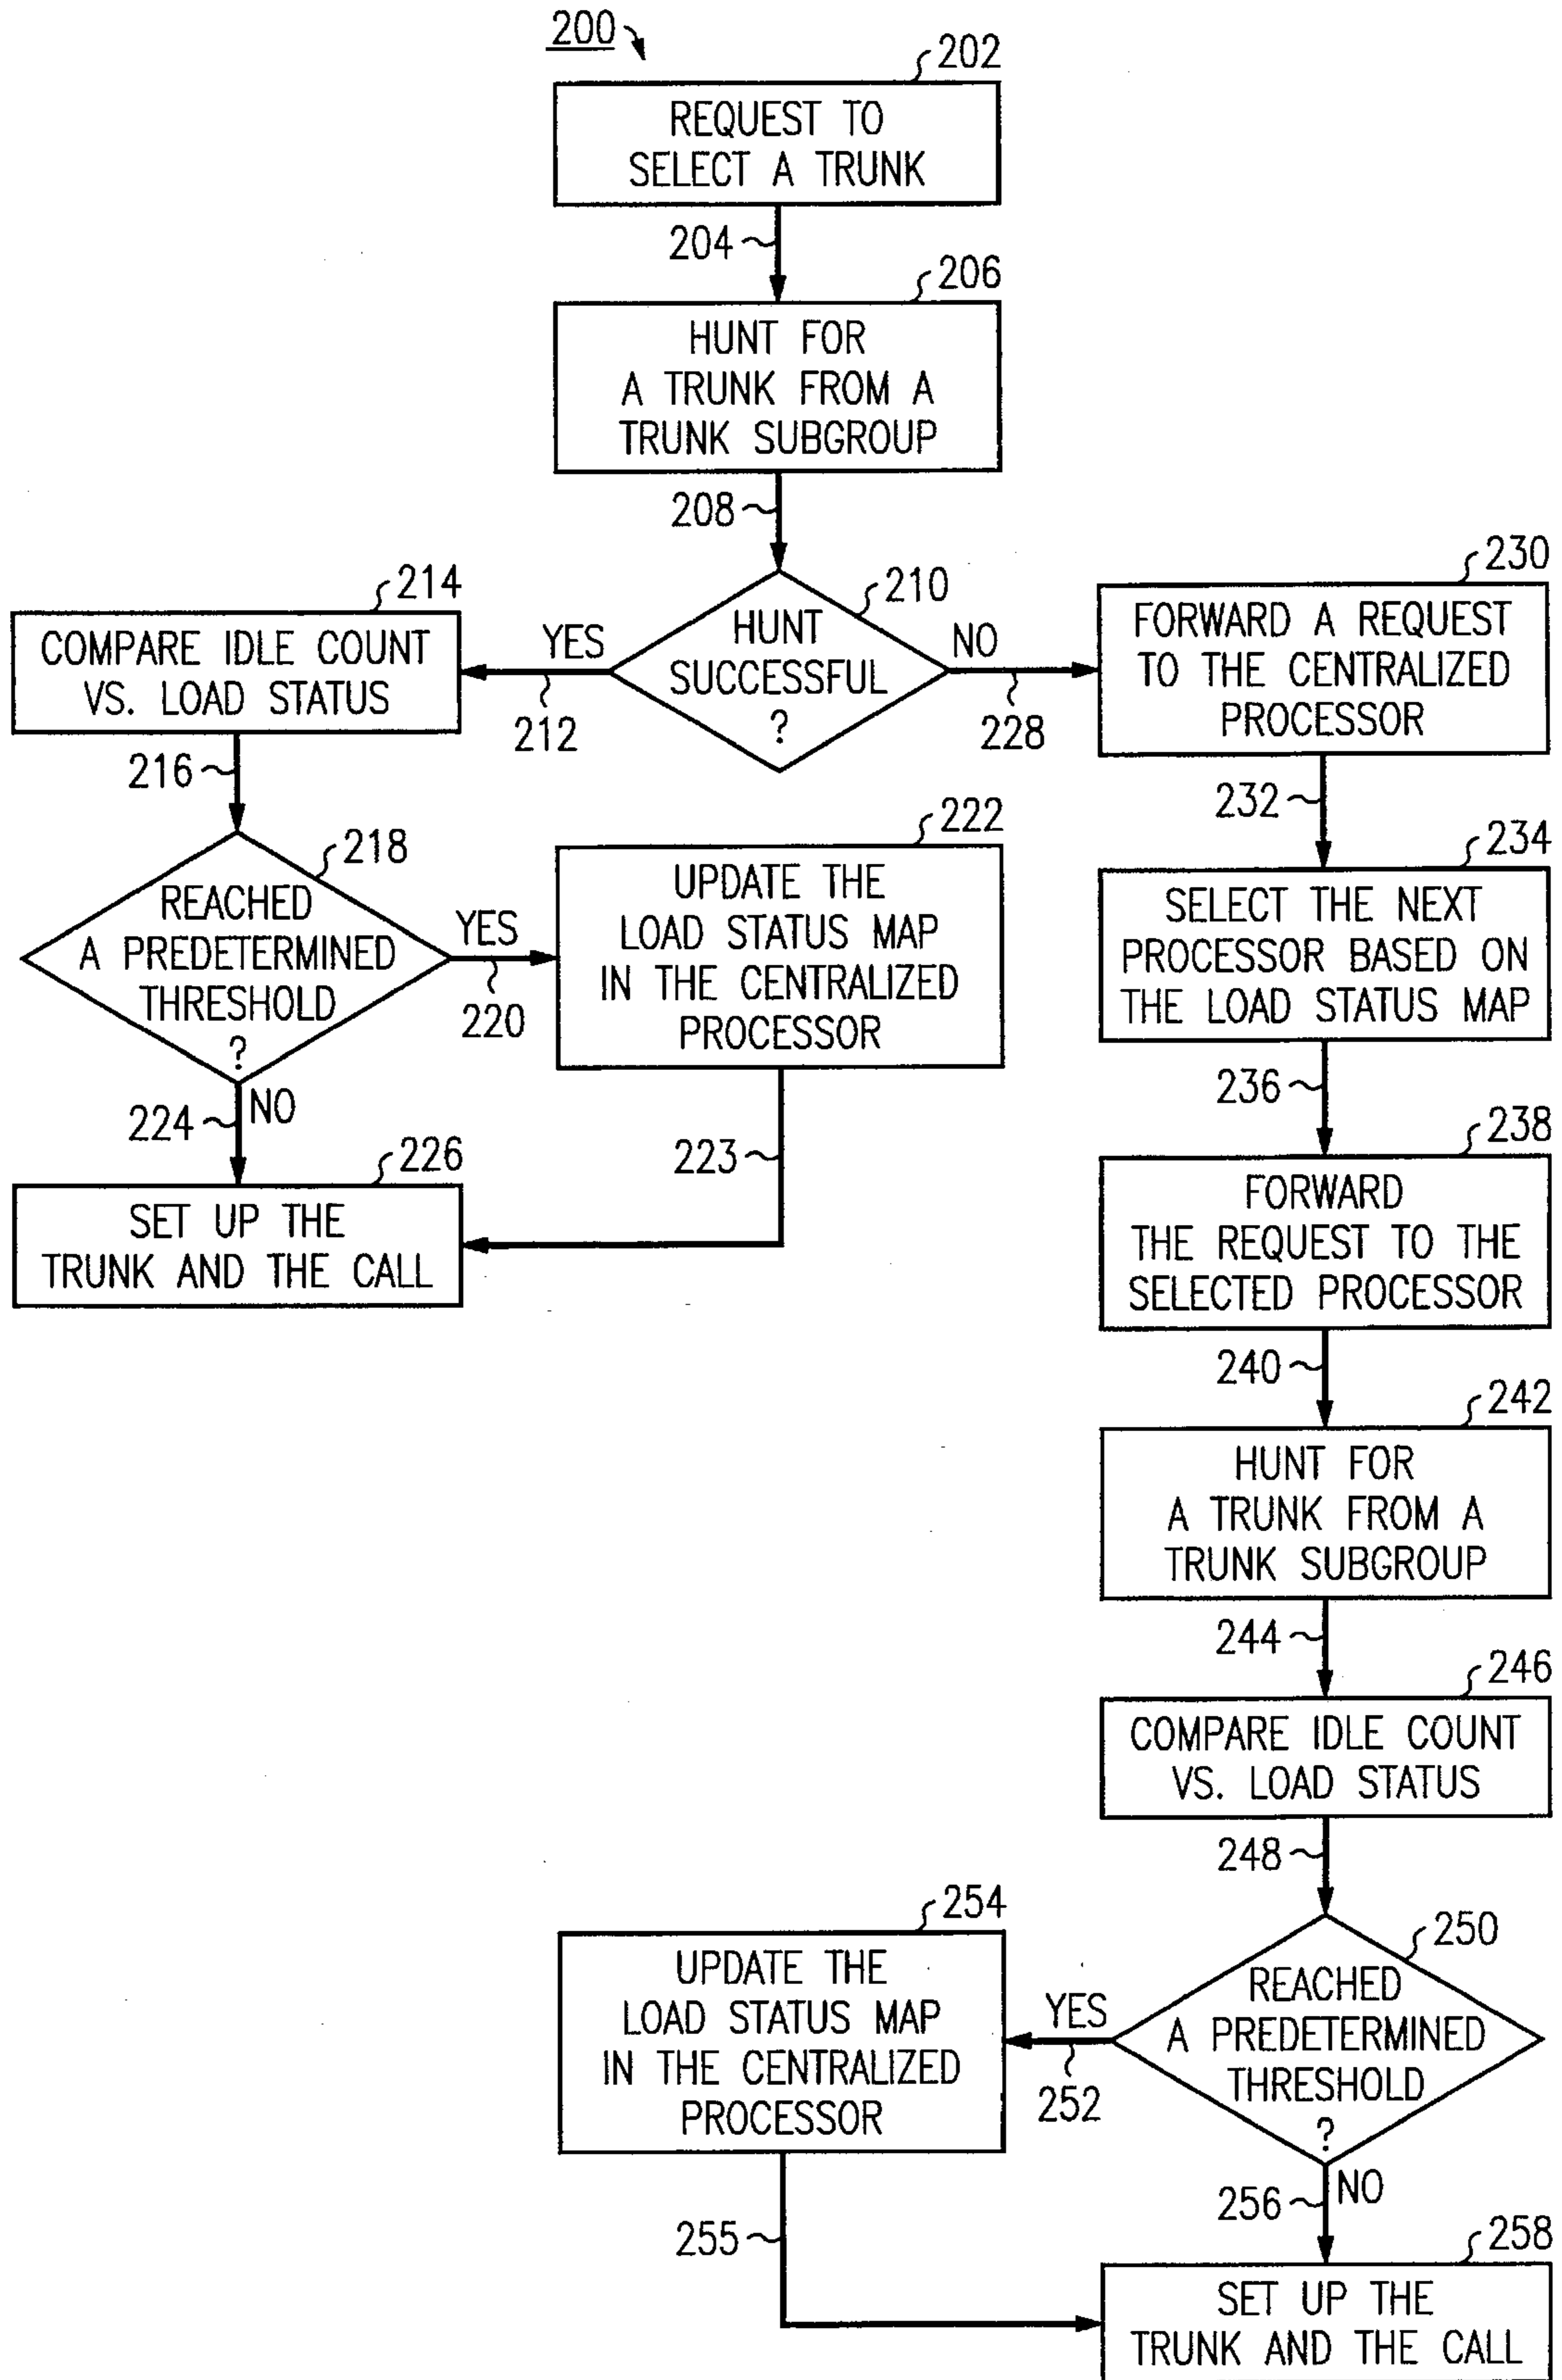 200
202
REQUEST TO
SELECT A TRUNK
204
206
HUNT FOR
A TRUNK FROM A
TRUNK SUBGROUP
208
210
HUNT
SUCCESSFUL
?
YES
212
NO
228
214
COMPARE IDLE COUNT
VS. LOAD STATUS
216
218
REACHED
A PREDETERMINED
THRESHOLD
?
YES
220
222
UPDATE THE
LOAD STATUS MAP
IN THE CENTRALIZED
PROCESSOR
223
224
NO
226
SET UP THE
TRUNK AND THE CALL
230
FORWARD A REQUEST
TO THE CENTRALIZED
PROCESSOR
232
234
SELECT THE NEXT
PROCESSOR BASED ON
THE LOAD STATUS MAP
236
238
FORWARD
THE REQUEST TO THE
SELECTED PROCESSOR
240
242
HUNT FOR
A TRUNK FROM A
TRUNK SUBGROUP
244
246
COMPARE IDLE COUNT
VS. LOAD STATUS
248
250
REACHED
A PREDETERMINED
THRESHOLD
?
YES
252
254
UPDATE THE
LOAD STATUS MAP
IN THE CENTRALIZED
PROCESSOR
255
256
NO
258
SET UP THE
TRUNK AND THE CALL